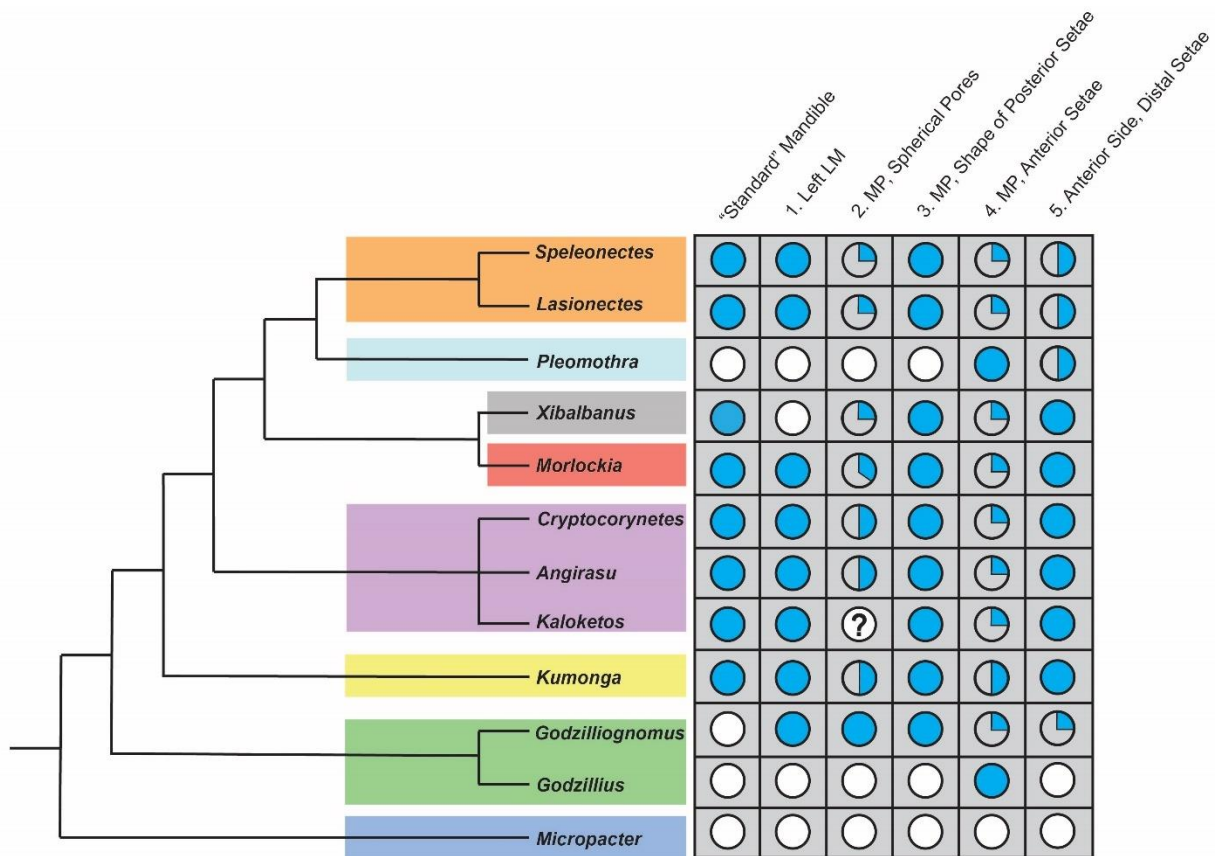 "Standard" Mandible
1. Left LM
2. MP, Spherical Pores
3. MP, Shape of Posterior Setae
4. MP, Anterior Setae
5. Anterior Side, Distal Setae
Speleonectes
Lasionectes
Pleomothra
Xibalbanus
Morlockia
Cryptocorynetes
Angirasu
Kaloketos
?
Kumonga
Godzilliognomus
Godzillius
Micropacter